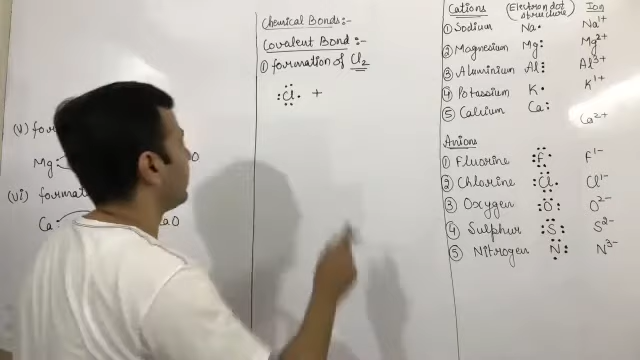 (v) for
Mg:
O
(vi) format
Ca:
CaO
Chemical Bonds:-
Covalent Bond:-
① formation of Cl2
:Cl. +
Cations (Electron dot structure) Ion
① Sodium Na• Na1+
② Magnesium Mg: Mg2+
③ Aluminium Al⋮ Al3+
④ Potassium K• K1+
⑤ Calcium Ca: Ca2+
Anions
① Fluorine :F• F1-
② Chlorine :Cl• Cl1-
③ Oxygen :O: O2-
④ Sulphur :S: S2-
⑤ Nitrogen N: N3-